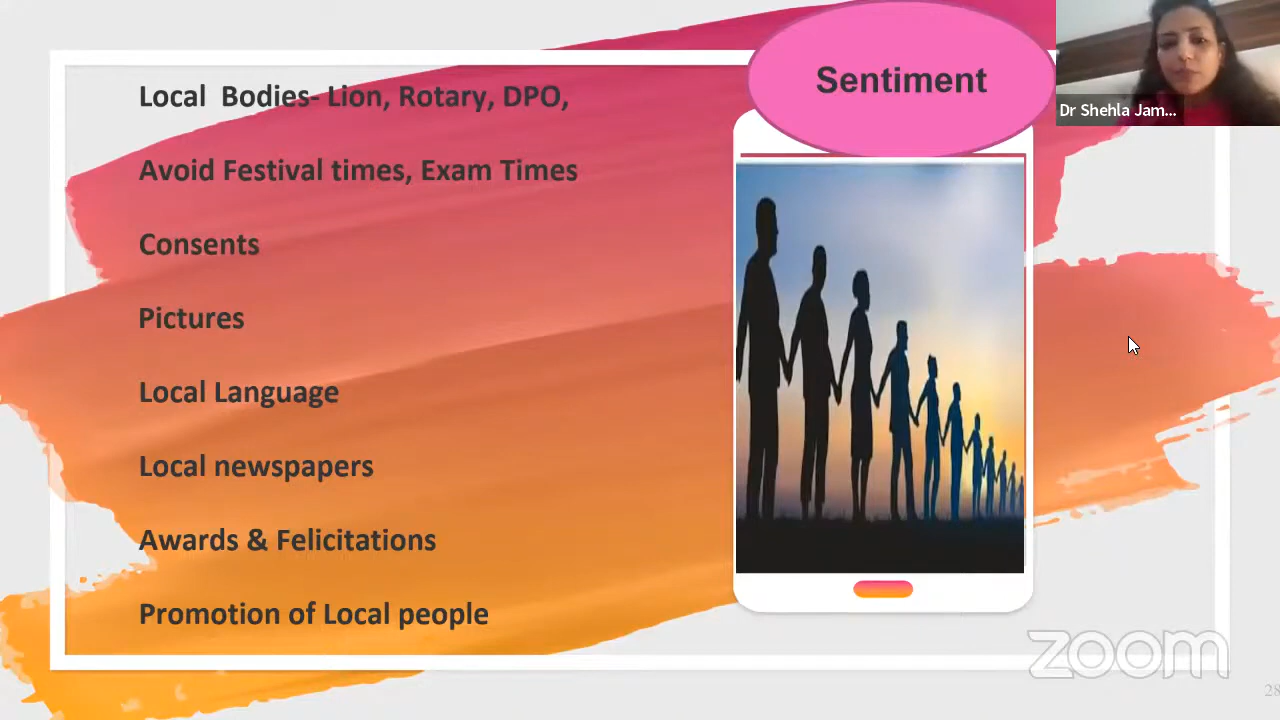 Sentiment
Dr Shehla Jam...
Local Bodies- Lion, Rotary, DPO,
Avoid Festival times, Exam Times
Consents
Pictures
Local Language
Local newspapers
Awards & Felicitations
Promotion of Local people
zoom
28